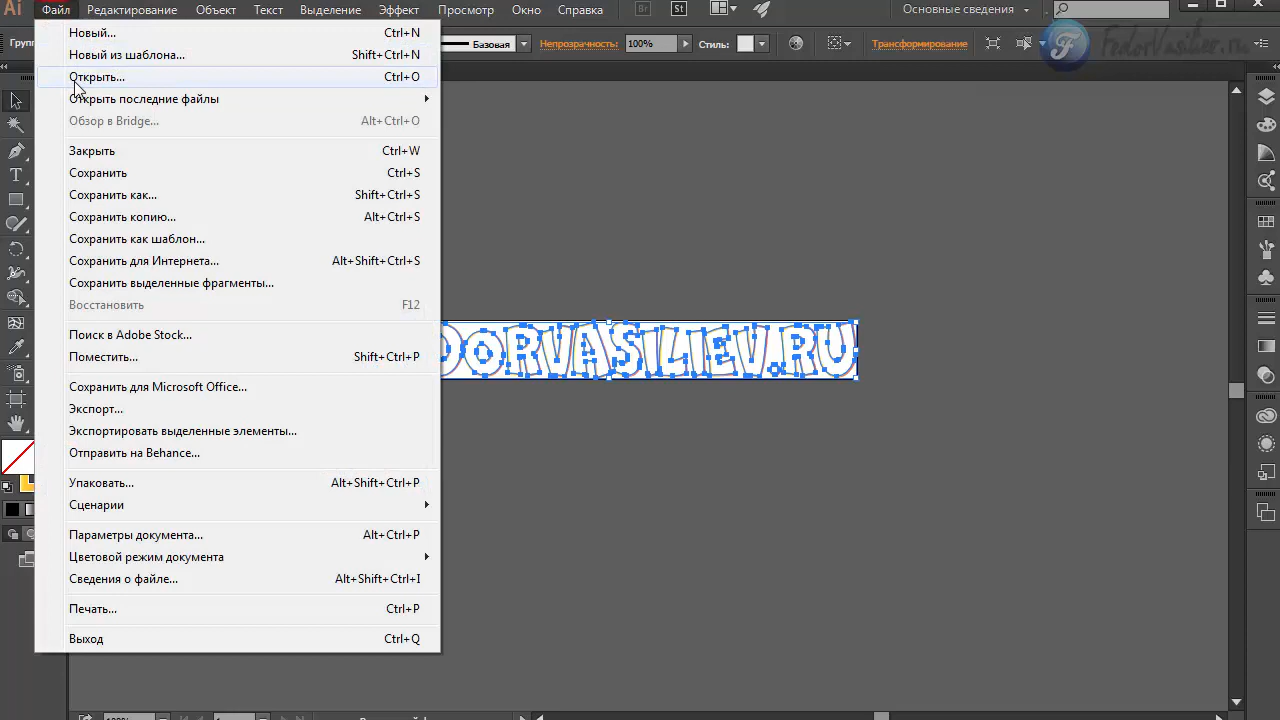 Ai Файл Редактирование Объект Текст Выделение Эффект Просмотр Окно Справка Br St Основные сведения
Базовая Непрозрачность: 100% Стиль: Трансформирование FedorVasiliev.ru
Новый... Ctrl+N
Новый из шаблона... Shift+Ctrl+N
Открыть... Ctrl+O
Открыть последние файлы
Обзор в Bridge... Alt+Ctrl+O
Закрыть Ctrl+W
Сохранить Ctrl+S
Сохранить как... Shift+Ctrl+S
Сохранить копию... Alt+Ctrl+S
Сохранить как шаблон...
Сохранить для Интернета... Alt+Shift+Ctrl+S
Сохранить выделенные фрагменты...
Восстановить F12
Поиск в Adobe Stock...
Поместить... Shift+Ctrl+P
Сохранить для Microsoft Office...
Экспорт...
Экспортировать выделенные элементы...
Отправить на Behance...
Упаковать... Alt+Shift+Ctrl+P
Сценарии
Параметры документа... Alt+Ctrl+P
Цветовой режим документа
Сведения о файле... Alt+Shift+Ctrl+I
Печать... Ctrl+P
Выход Ctrl+Q
DORVASILIEV.RU